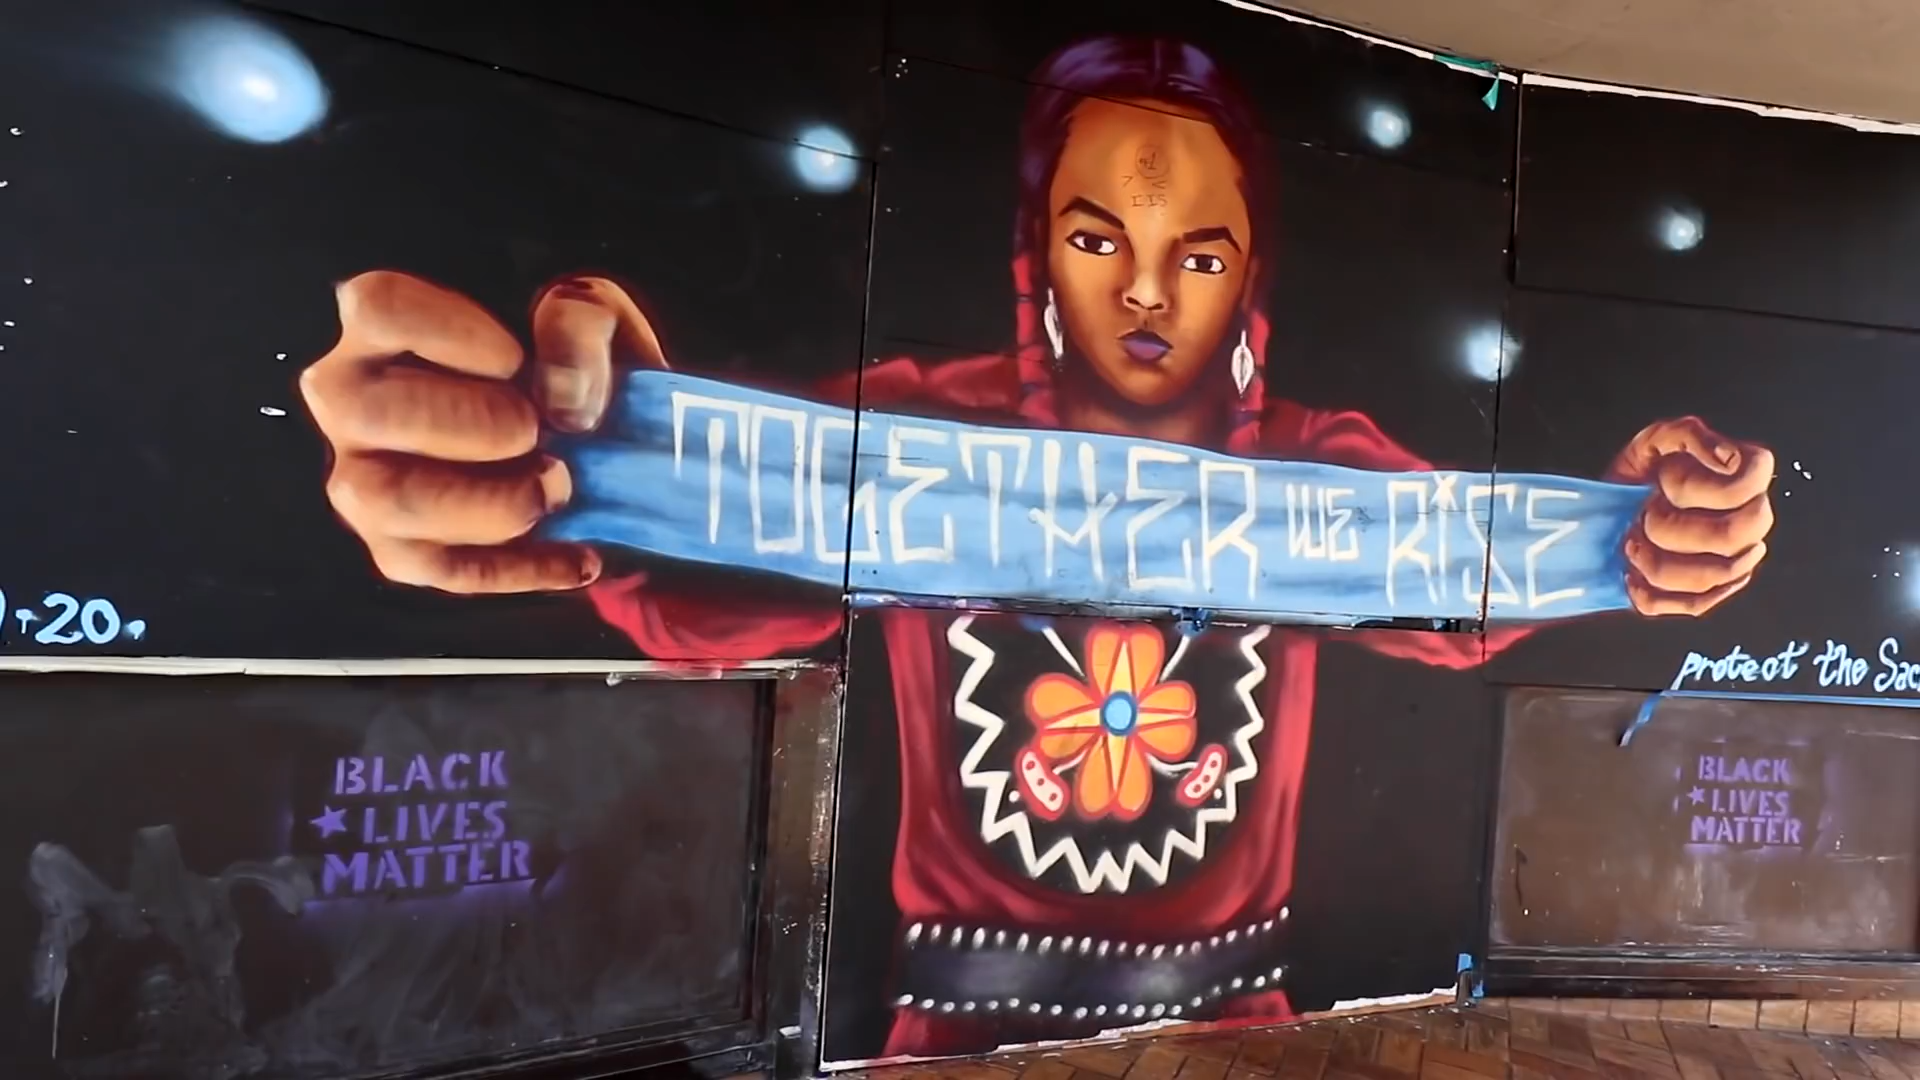 TOGETHER WE RISE
20.
protect the
BLACK
LIVES
MATTER
BLACK
LIVES
MATTER